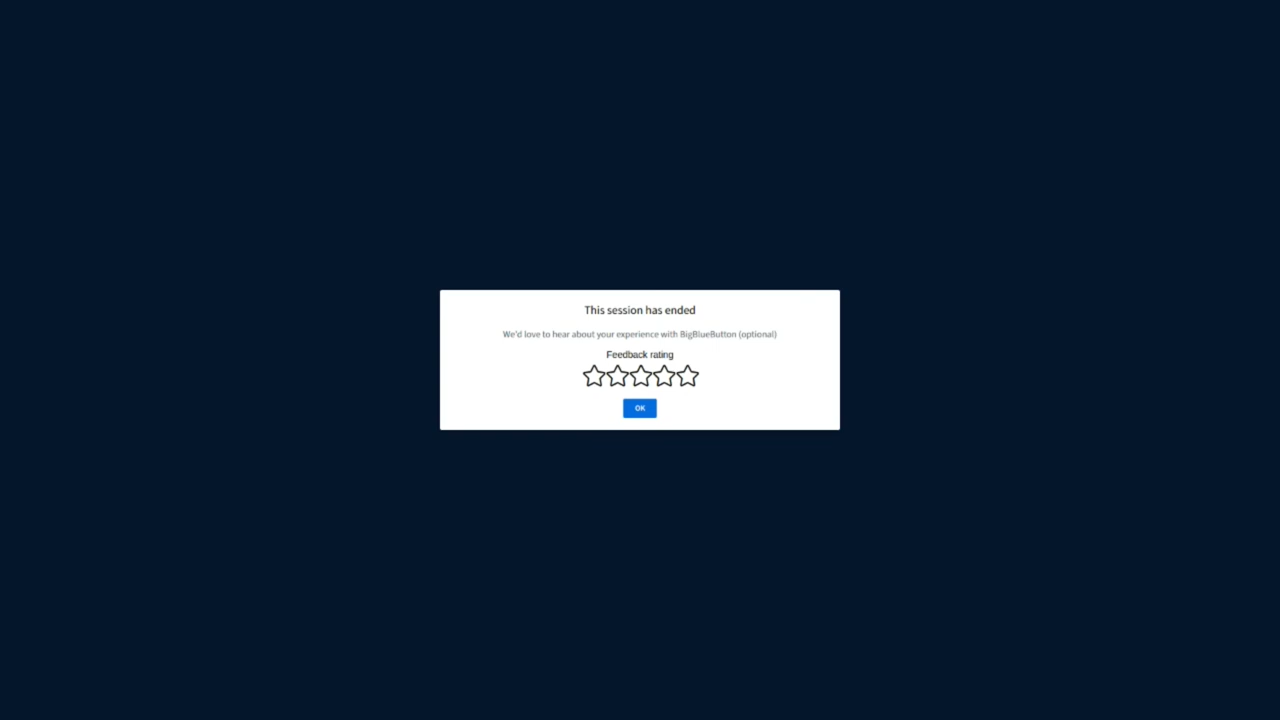 This session has ended
We'd love to hear about your experience with BigBlueButton (optional)
Feedback rating
OK